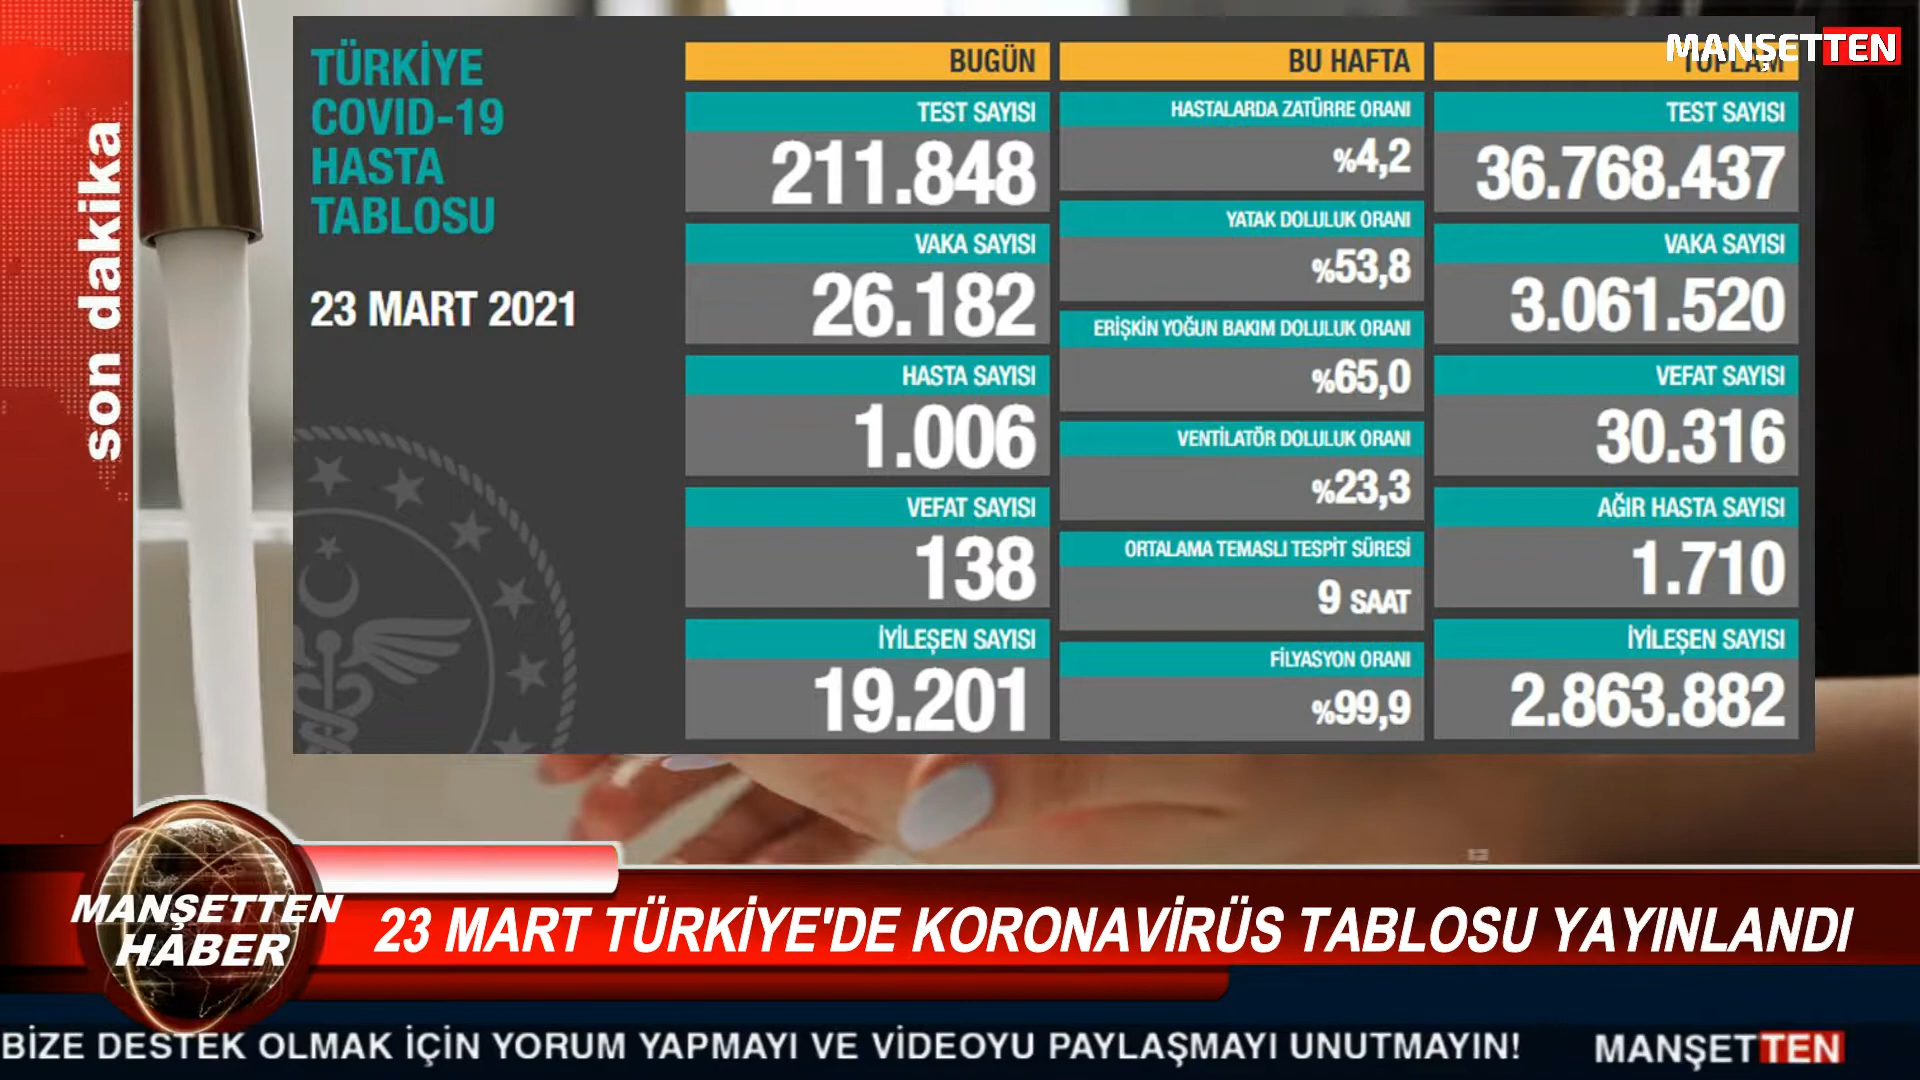 son dakika
TÜRKİYE
COVID-19
HASTA
TABLOSU
23 MART 2021
BUGÜN
TEST SAYISI
211.848
VAKA SAYISI
26.182
HASTA SAYISI
1.006
VEFAT SAYISI
138
İYİLEŞEN SAYISI
19.201
BU HAFTA
HASTALARDA ZATÜRRE ORANI
%4,2
YATAK DOLULUK ORANI
%53,8
ERİŞKİN YOĞUN BAKIM DOLULUK ORANI
%65,0
VENTİLATÖR DOLULUK ORANI
%23,3
ORTALAMA TEMASLI TESPİT SÜRESİ
9 SAAT
FİLYASYON ORANI
%99,9
MANŞETTEN
TOPLAM
TEST SAYISI
36.768.437
VAKA SAYISI
3.061.520
VEFAT SAYISI
30.316
AĞIR HASTA SAYISI
1.710
İYİLEŞEN SAYISI
2.863.882
MANŞETTEN
HABER
23 MART TÜRKİYE'DE KORONAVİRÜS TABLOSU YAYINLANDI
BİZE DESTEK OLMAK İÇİN YORUM YAPMAYI VE VİDEOYU PAYLAŞMAYI UNUTMAYIN!
MANŞETTEN